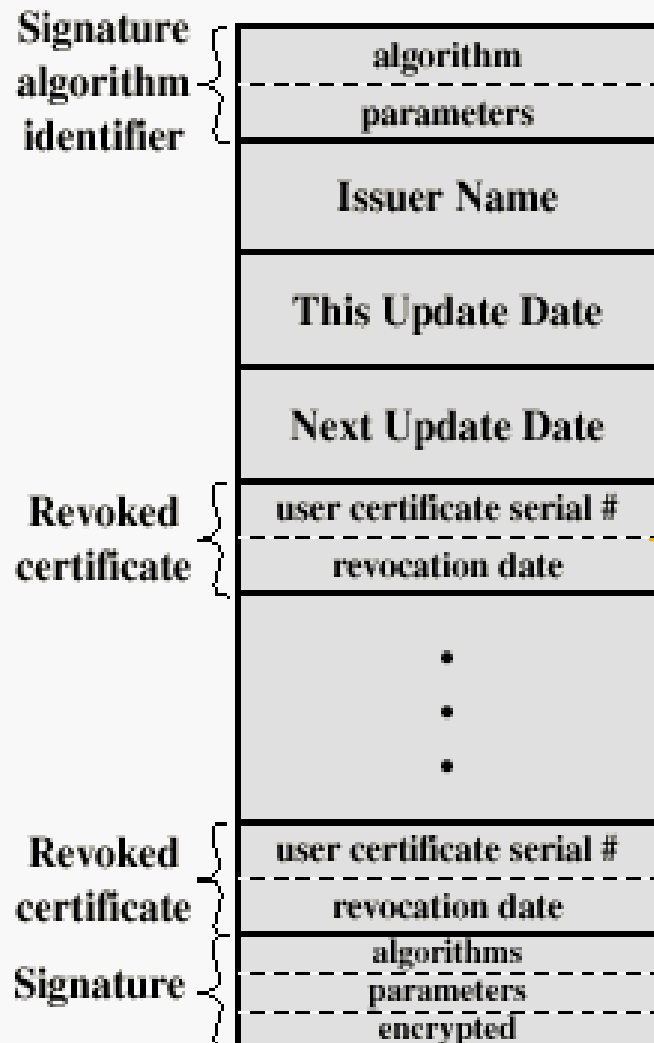 Signature
algorithm
identifier
algorithm
parameters
Issuer Name
This Update Date
Next Update Date
Revoked
certificate
user certificate serial #
revocation date
Revoked
certificate
user certificate serial #
revocation date
Signature
algorithms
parameters
encrypted